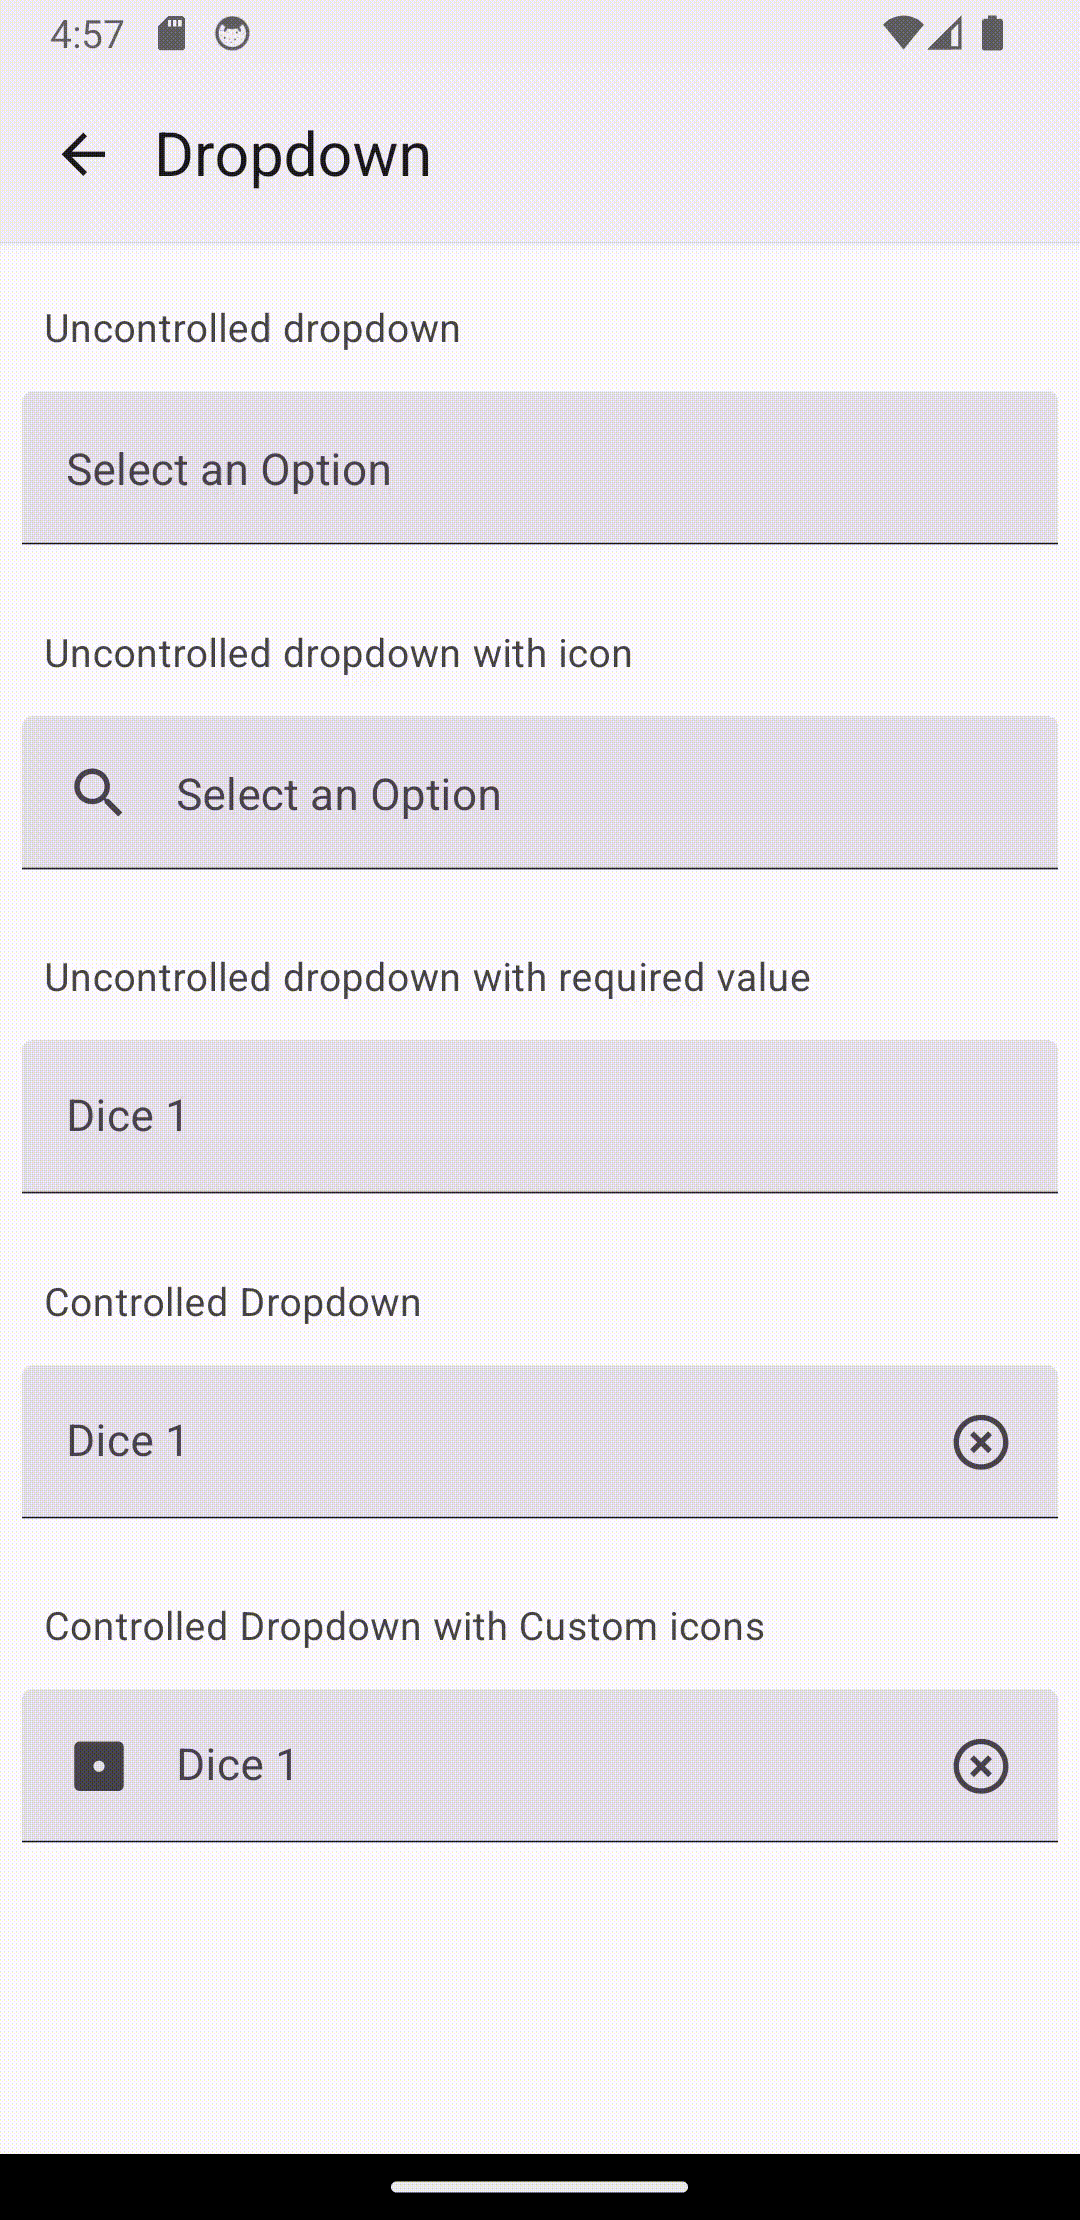 4:57
Dropdown
Uncontrolled dropdown
Select an Option
Uncontrolled dropdown with icon
Select an Option
Uncontrolled dropdown with required value
Dice 1
Controlled Dropdown
Dice 1
Controlled Dropdown with Custom icons
Dice 1